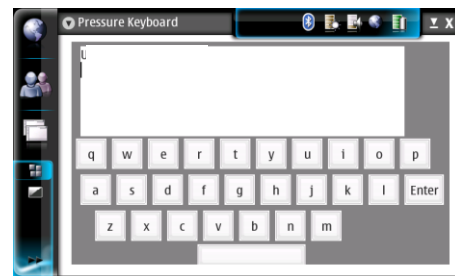 Pressure Keyboard
X
q w e r t y u i o p
a s d f g h j k l Enter
z x c v b n m